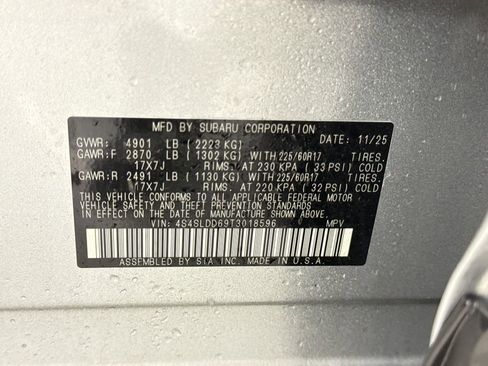 MFD BY SUBARU CORPORATION DATE: 11/25
GVWR: 4901 LB (2223 KG)
GAWR:F 2870 LB (1302 KG) WITH 225/60R17 TIRES.
17X7J RIMS. AT 230 KPA (33 PSI) COLD
GAWR:R 2491 LB (1130 KG) WITH 225/60R17 TIRES.
17X7J RIMS. AT 220 KPA (32 PSI) COLD
THIS VEHICLE CONFORMS TO ALL APPLICABLE FEDERAL MOTOR
VEHICLE SAFETY STANDARDS IN EFFECT ON THE DATE
OF MANUFACTURE SHOWN ABOVE.
VIN: 4S4SLDD69T3018596 MPV
ASSEMBLED BY SIA INC. MADE IN U.S.A.